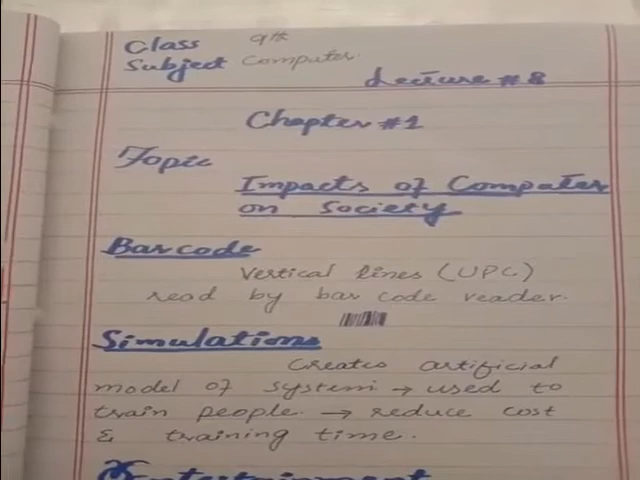 Class 9th
Subject Computer
Lecture #8
Chapter #1
Topic
Impacts of Computer
on Society
Barcode
Vertical lines (UPC)
read by bar code reader.
Simulations
Creates artificial
model of system → used to
train people. → reduce cost
& training time.
Entertainment